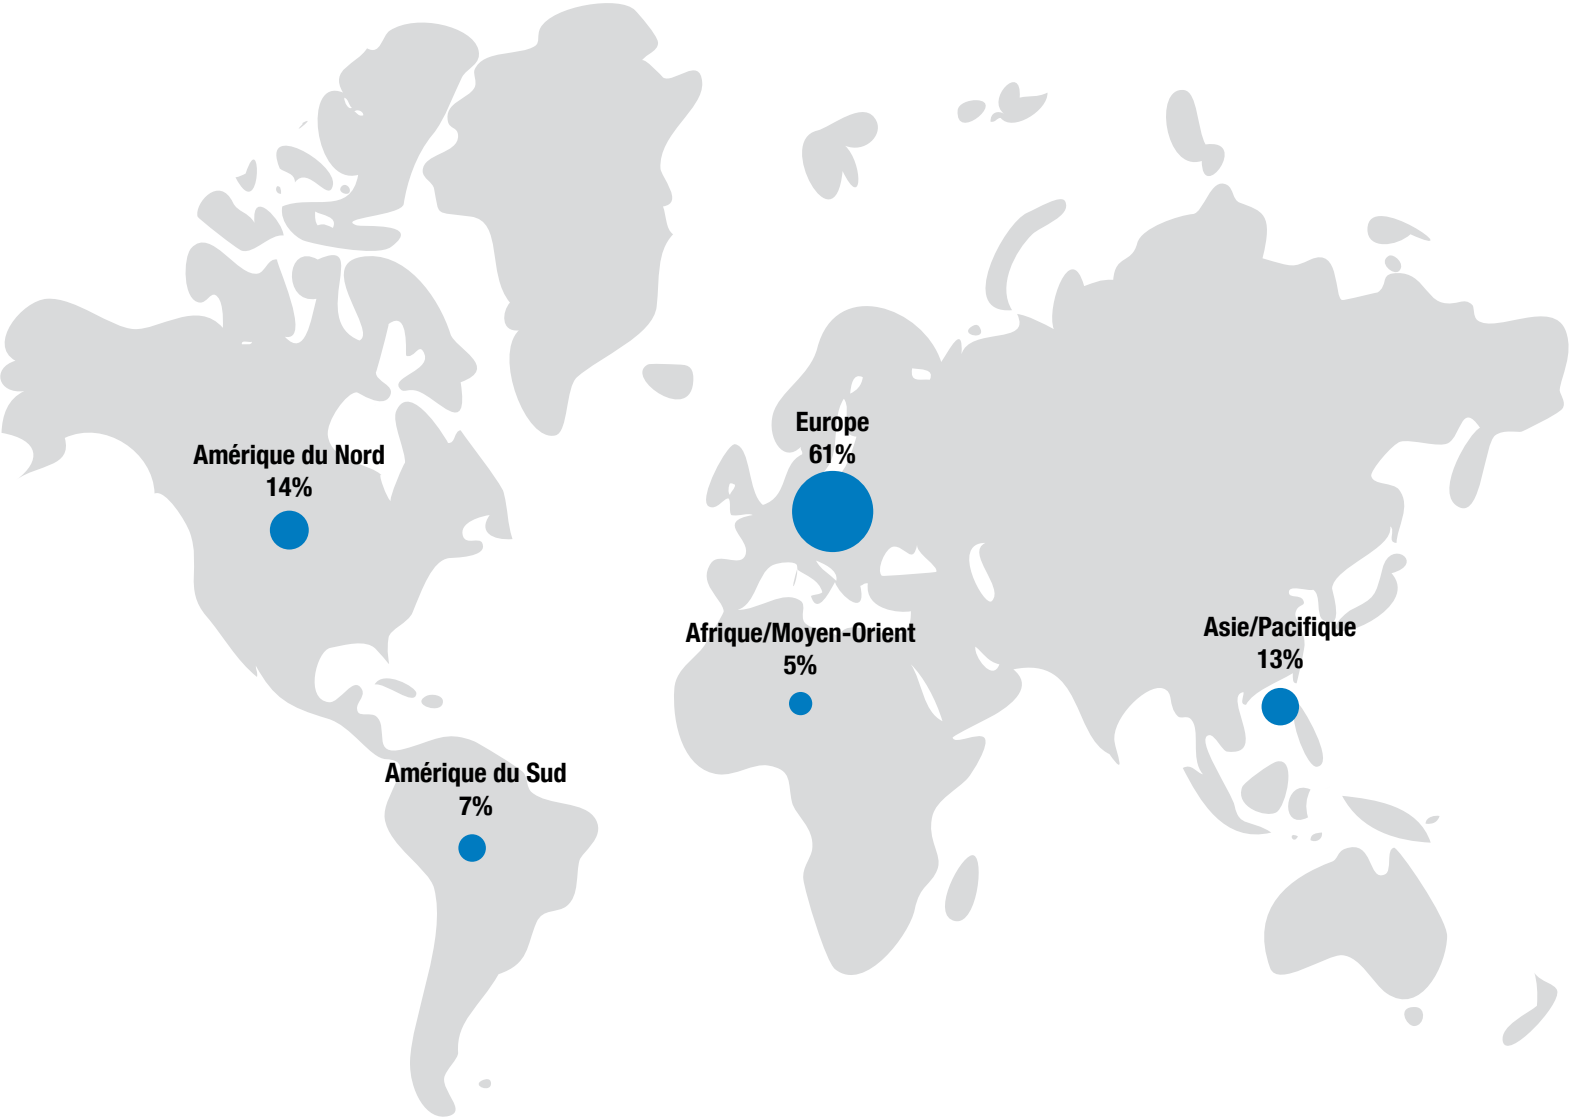 Europe
61%
Amérique du Nord
14%
Afrique/Moyen-Orient
5%
Asie/Pacifique
13%
Amérique du Sud
7%